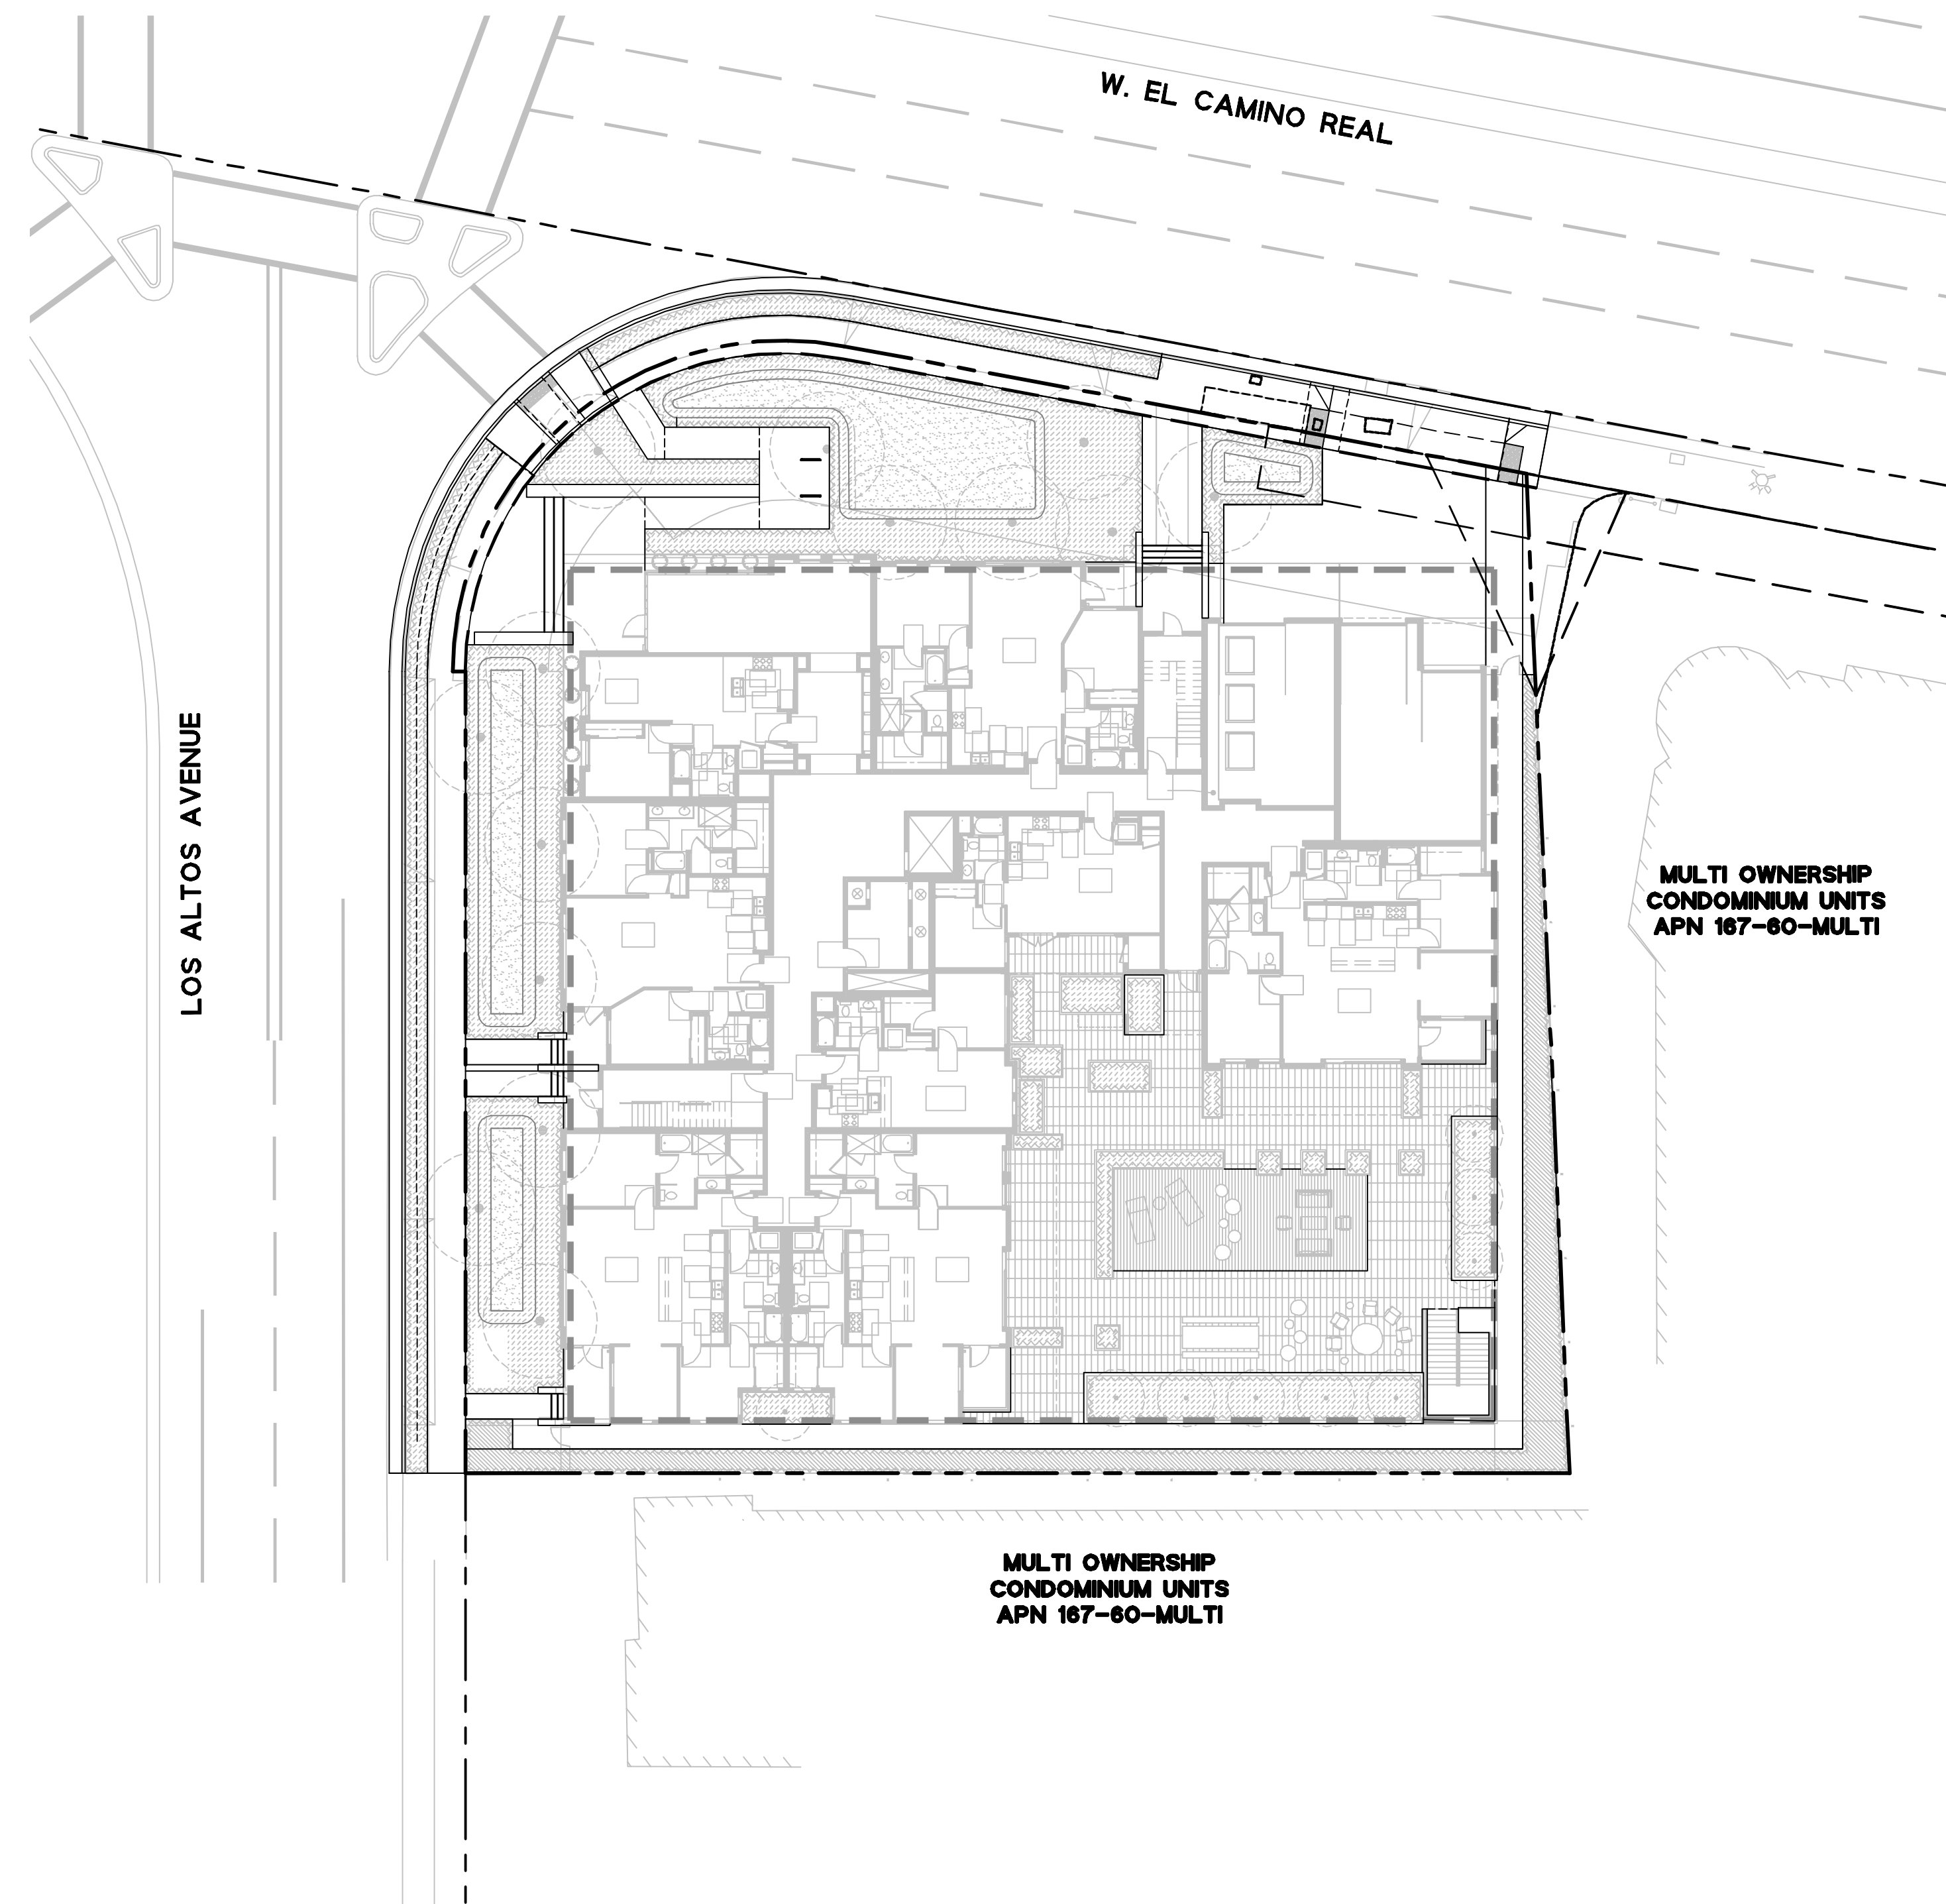 W. EL CAMINO REAL
LOS ALTOS AVENUE
MULTI OWNERSHIP
CONDOMINIUM UNITS
APN 167-60-MULTI
MULTI OWNERSHIP
CONDOMINIUM UNITS
APN 167-60-MULTI